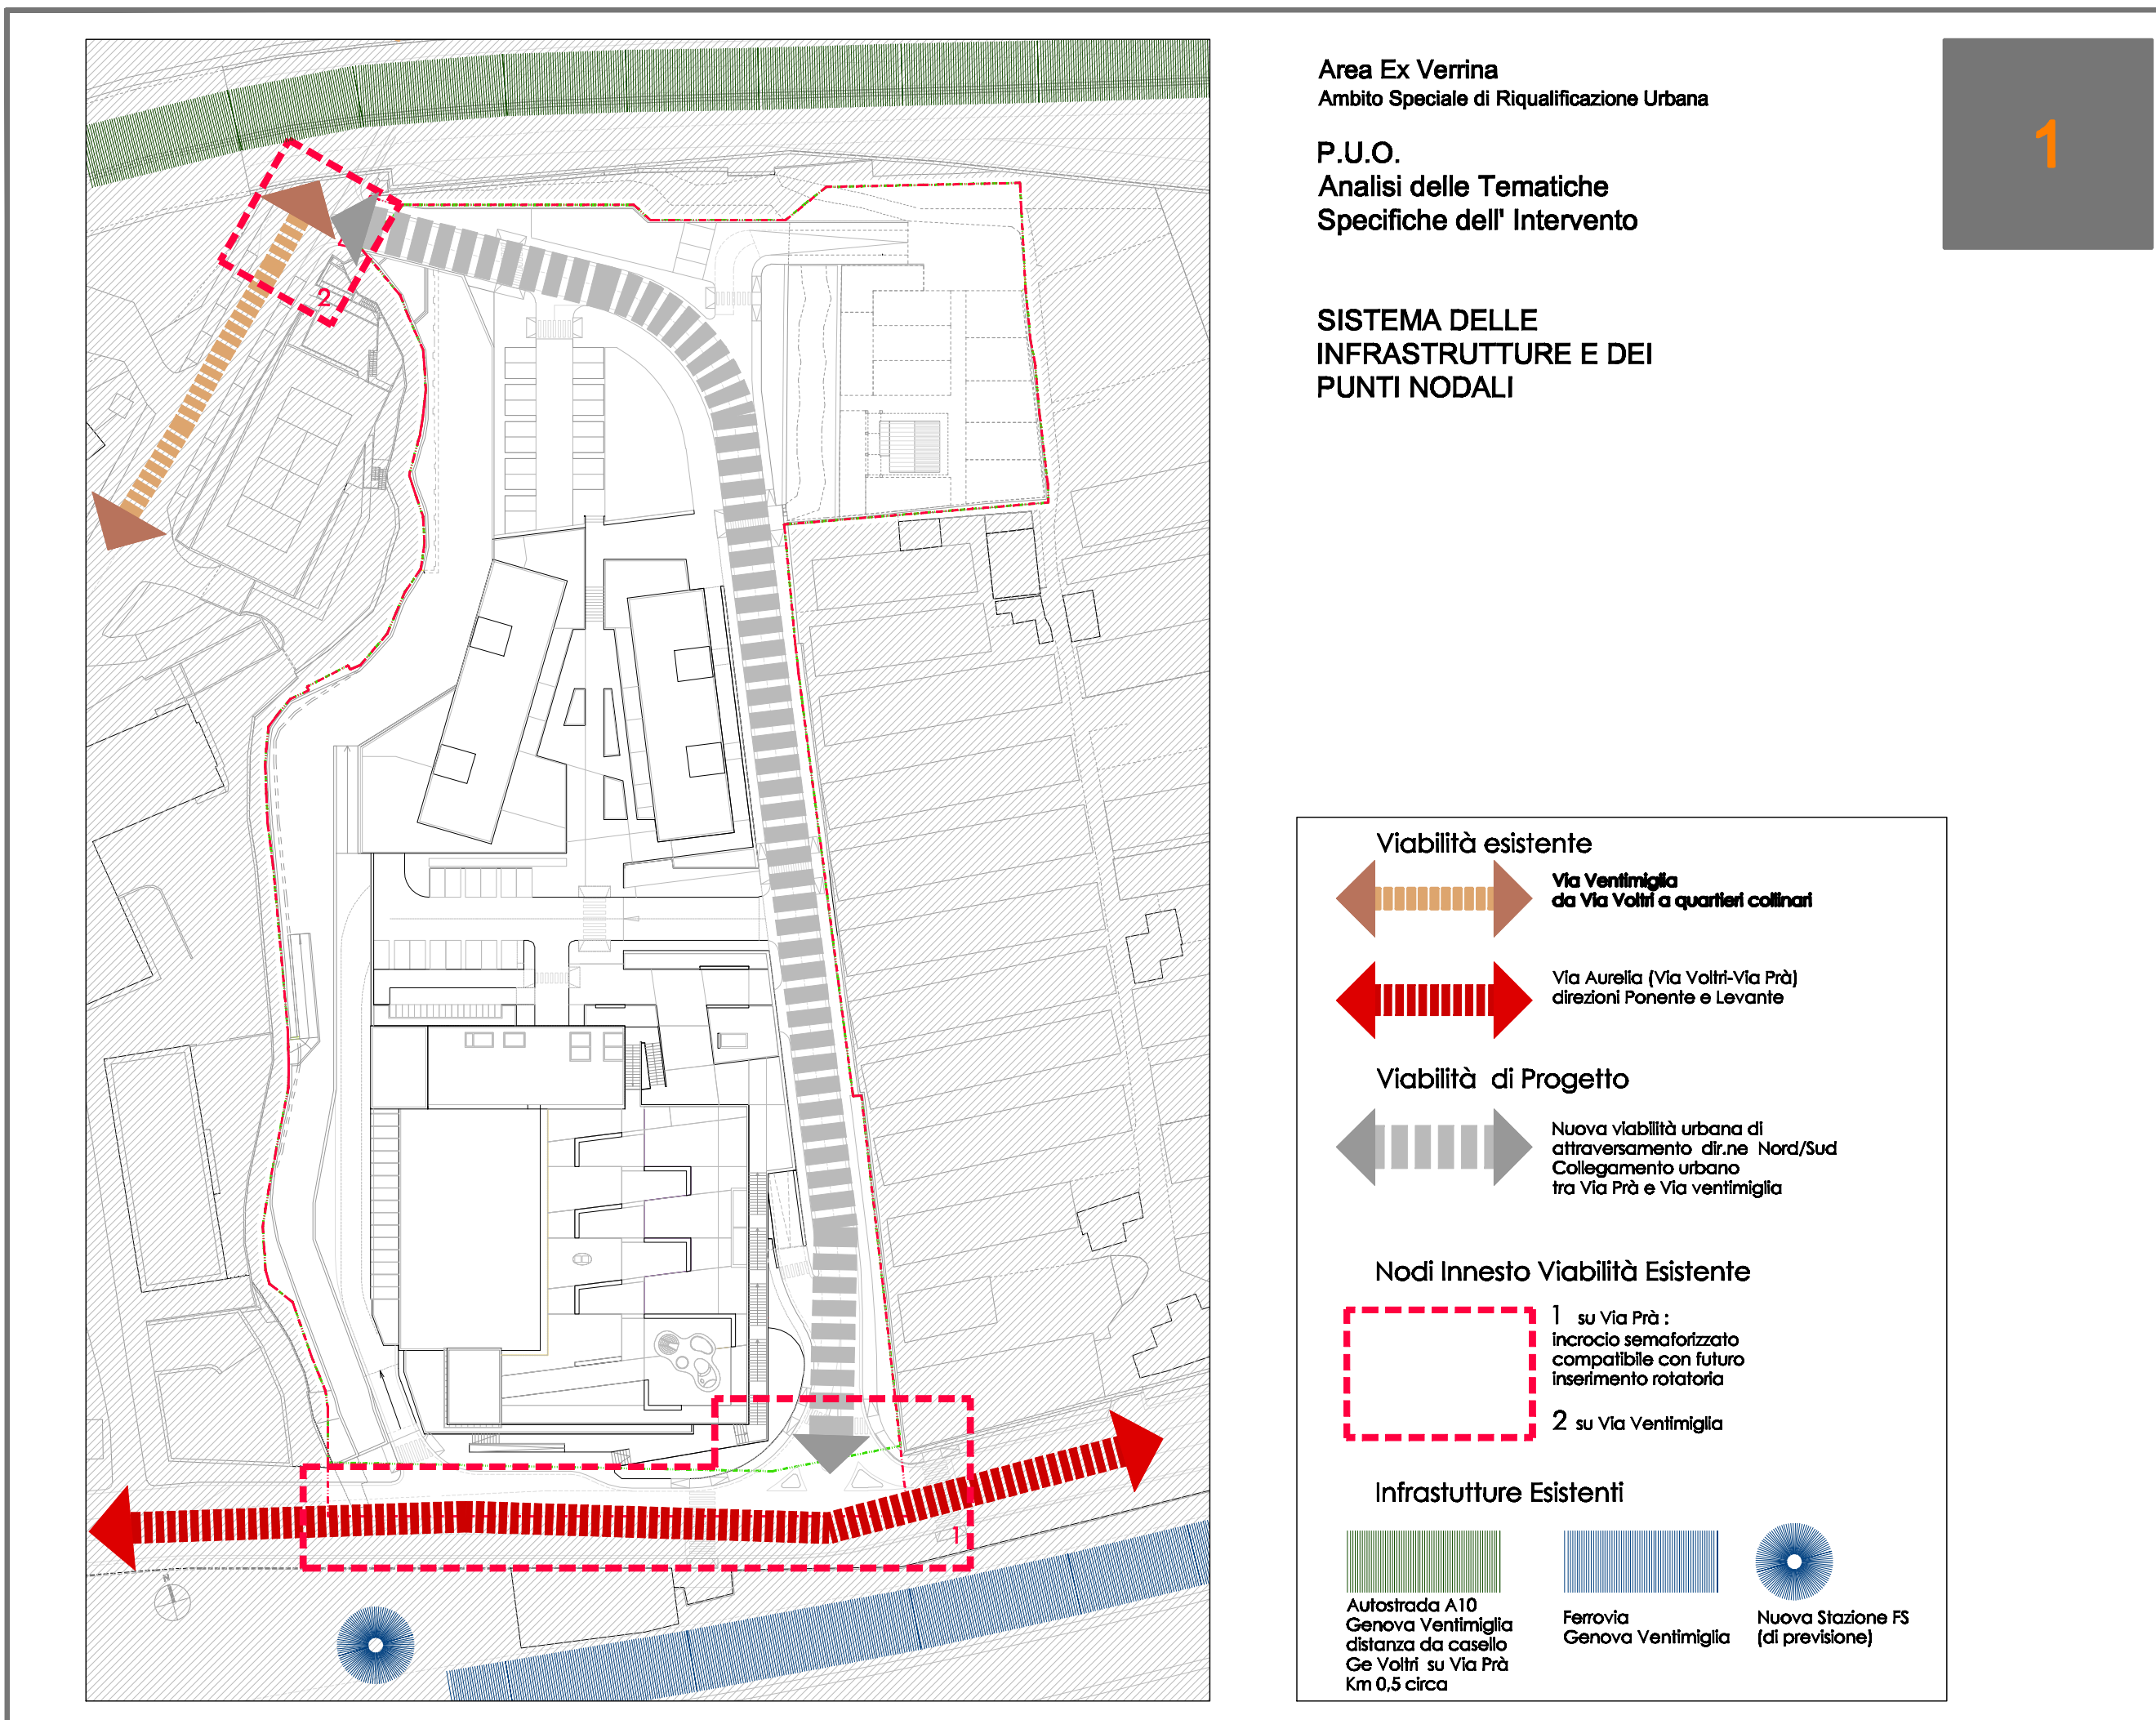 Area Ex Verrina
Ambito Speciale di Riqualificazione Urbana
P.U.O.
Analisi delle Tematiche
Specifiche dell' Intervento
SISTEMA DELLE
INFRASTRUTTURE E DEI
PUNTI NODALI
1
2
1
N
Viabilità esistente
Via Ventimiglia
da Via Voltri a quartieri collinari
Via Aurelia (Via Voltri-Via Prà)
direzioni Ponente e Levante
Viabilità di Progetto
Nuova viabilità urbana di
attraversamento dir.ne Nord/Sud
Collegamento urbano
tra Via Prà e Via ventimiglia
Nodi Innesto Viabilità Esistente
1 su Via Prà :
incrocio semaforizzato
compatibile con futuro
inserimento rotatoria
2 su Via Ventimiglia
Infrastutture Esistenti
Autostrada A10
Genova Ventimiglia
distanza da casello
Ge Voltri su Via Prà
Km 0,5 circa
Ferrovia
Genova Ventimiglia
Nuova Stazione FS
(di previsione)